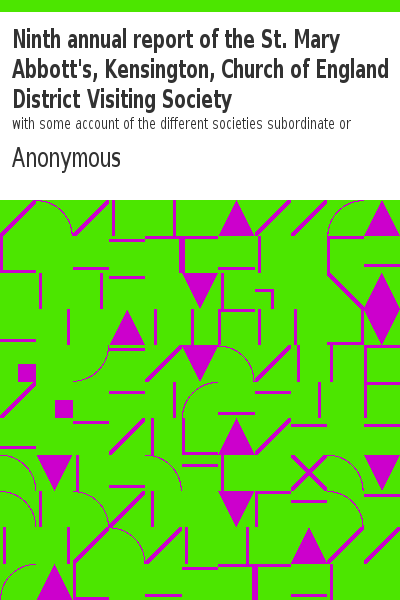 Ninth annual report of the St. Mary
Abbott's, Kensington, Church of England
District Visiting Society
with some account of the different societies subordinate or
Anonymous